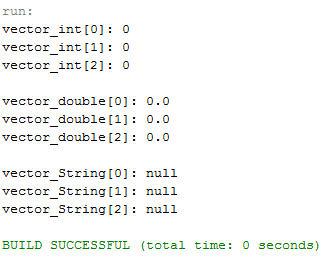 run:
vector_int[0]: 0
vector_int[1]: 0
vector_int[2]: 0
vector_double[0]: 0.0
vector_double[1]: 0.0
vector_double[2]: 0.0
vector_String[0]: null
vector_String[1]: null
vector_String[2]: null
BUILD SUCCESSFUL (total time: 0 seconds)